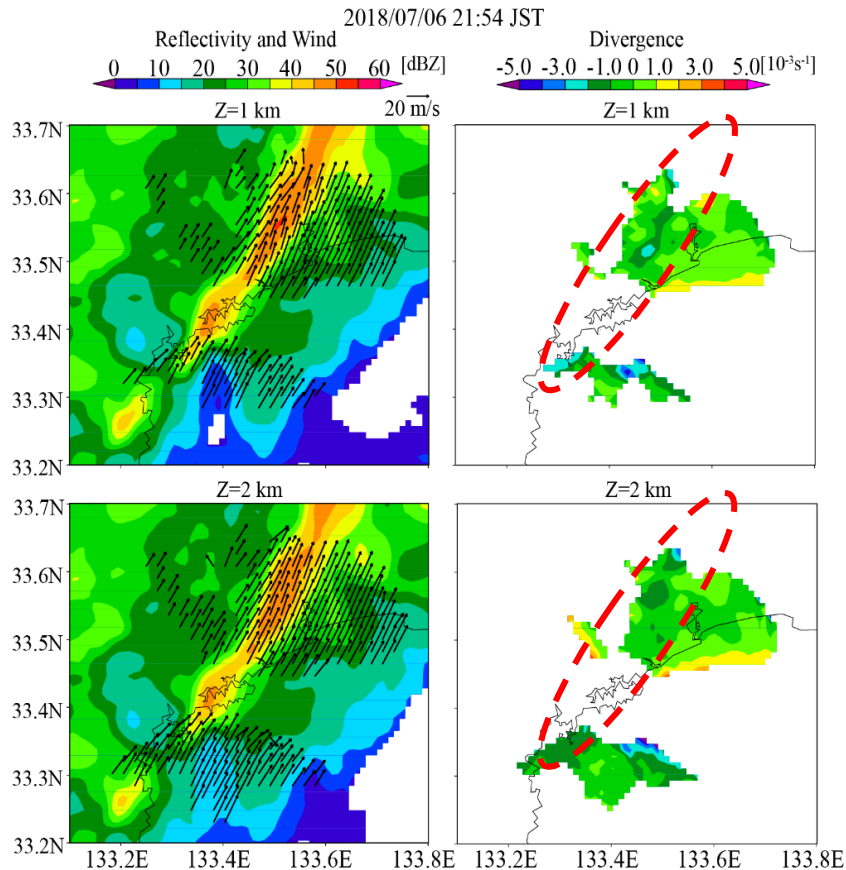 2018/07/06 21:54 JST
Reflectivity and Wind
Divergence
0 10 20 30 40 50 60 [dBZ]
-5.0 -3.0 -1.0 0 1.0 3.0 5.0 [10⁻³s⁻¹]
Z=1 km
20 m/s
Z=1 km
33.7N
33.6N
33.5N
33.4N
33.3N
33.2N
Z=2 km
Z=2 km
33.7N
33.6N
33.5N
33.4N
33.3N
33.2N
133.2E 133.4E 133.6E 133.8E
133.2E 133.4E 133.6E 133.8E